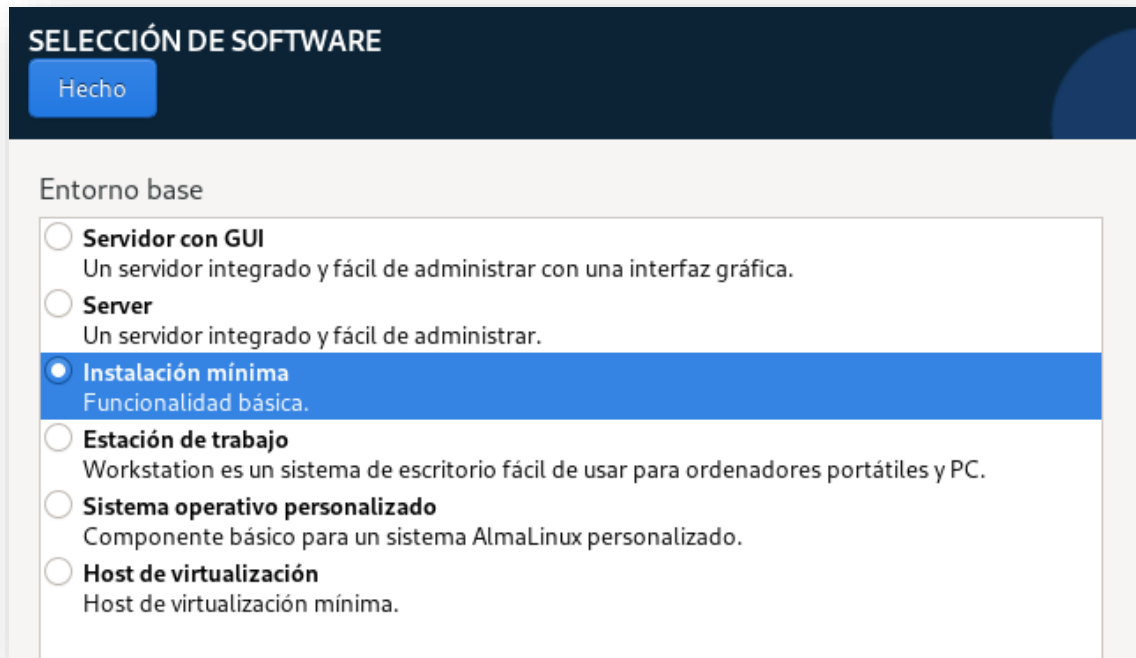 SELECCIÓN DE SOFTWARE
Hecho
Entorno base
Servidor con GUI
Un servidor integrado y fácil de administrar con una interfaz gráfica.
Server
Un servidor integrado y fácil de administrar.
Instalación mínima
Funcionalidad básica.
Estación de trabajo
Workstation es un sistema de escritorio fácil de usar para ordenadores portátiles y PC.
Sistema operativo personalizado
Componente básico para un sistema AlmaLinux personalizado.
Host de virtualización
Host de virtualización mínima.